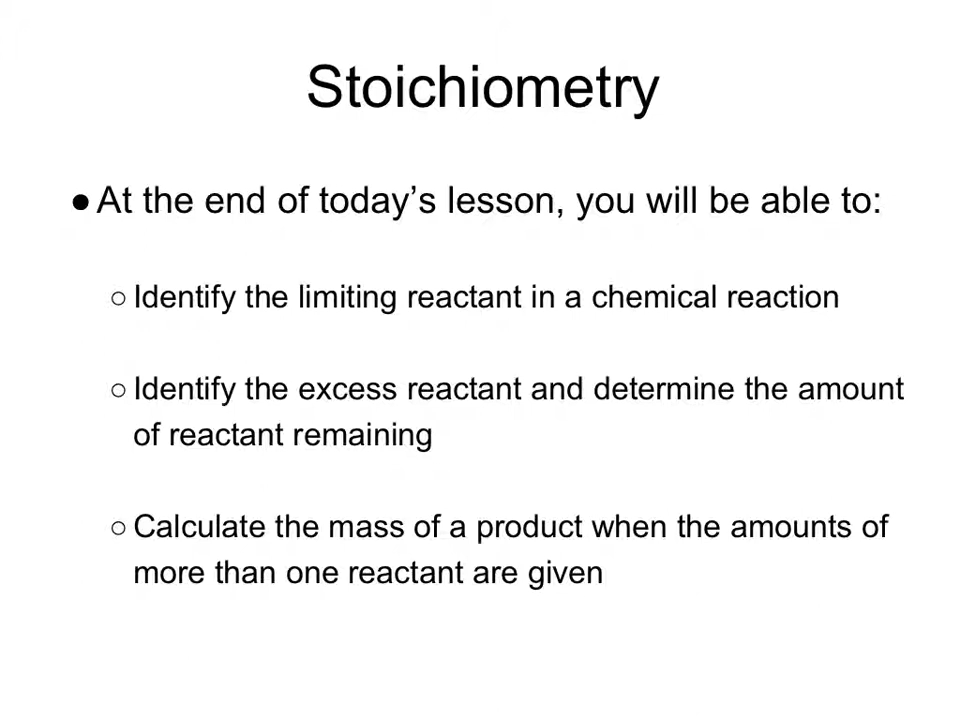 Stoichiometry
●At the end of today’s lesson, you will be able to:
○Identify the limiting reactant in a chemical reaction
○Identify the excess reactant and determine the amount
of reactant remaining
○Calculate the mass of a product when the amounts of
more than one reactant are given